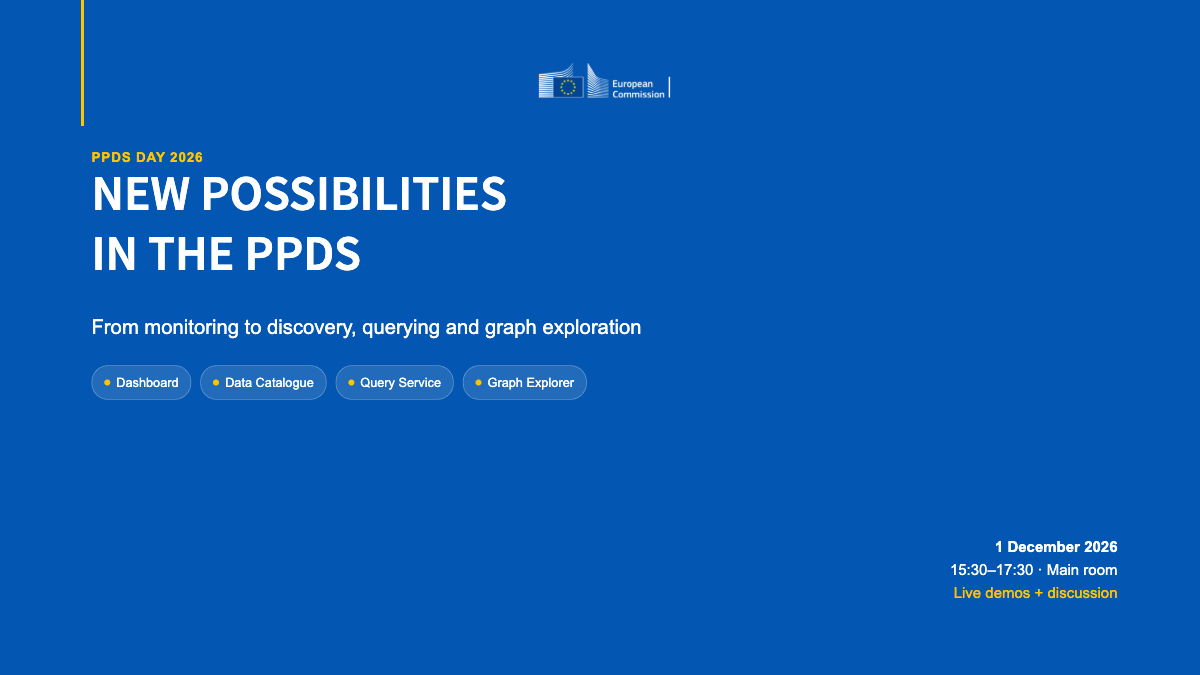 European
Commission
PPDS DAY 2026
NEW POSSIBILITIES
IN THE PPDS
From monitoring to discovery, querying and graph exploration
Dashboard
Data Catalogue
Query Service
Graph Explorer
1 December 2026
15:30–17:30 · Main room
Live demos + discussion